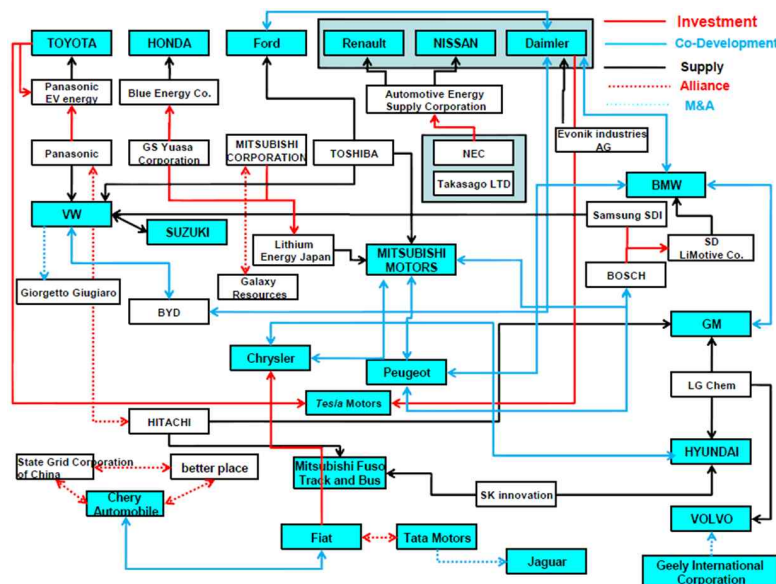 TOYOTA
HONDA
Ford
Renault
NISSAN
Daimler
Investment
Co-Development
Supply
Alliance
M&A
Panasonic
EV energy
Blue Energy Co.
Automotive Energy
Supply Corporation
Evonik industries
AG
Panasonic
GS Yuasa
Corporation
MITSUBISHI
CORPORATION
TOSHIBA
NEC
Takasago LTD
BMW
VW
SUZUKI
Samsung SDI
Lithium
Energy Japan
MITSUBISHI
MOTORS
SD
LiMotive Co.
BOSCH
Giorgetto Giugiaro
Galaxy
Resources
BYD
GM
Chrysler
Peugeot
LG Chem
Tesla Motors
HITACHI
HYUNDAI
State Grid Corporation
of China
better place
Mitsubishi Fuso
Track and Bus
SK innovation
Chery
Automobile
VOLVO
Fiat
Tata Motors
Jaguar
Geely International
Corporation